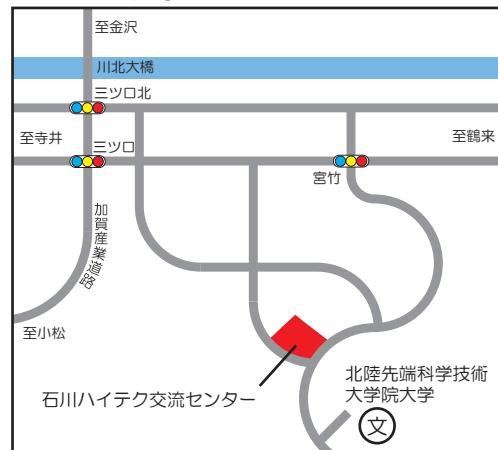 至金沢
川北大橋
三ツ口北
至寺井
三ツ口
至鶴来
宮竹
加賀産業道路
至小松
石川ハイテク交流センター
北陸先端科学技術
大学院大学
文